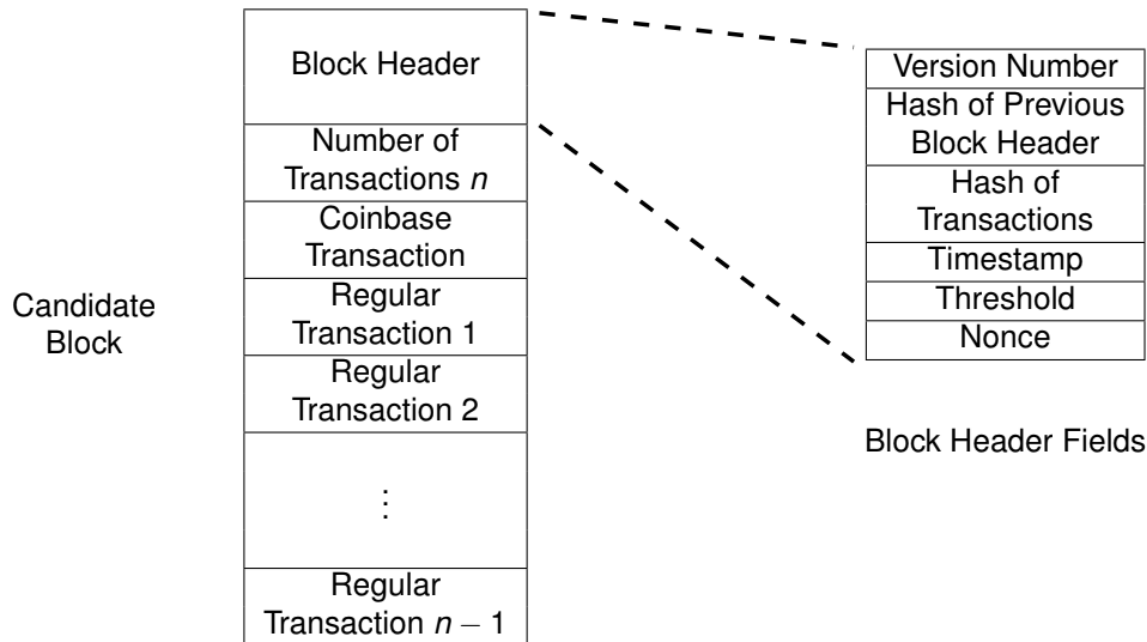 Candidate
Block
Block Header
Number of
Transactions n
Coinbase
Transaction
Regular
Transaction 1
Regular
Transaction 2
⋮
Regular
Transaction n − 1
Version Number
Hash of Previous
Block Header
Hash of
Transactions
Timestamp
Threshold
Nonce
Block Header Fields